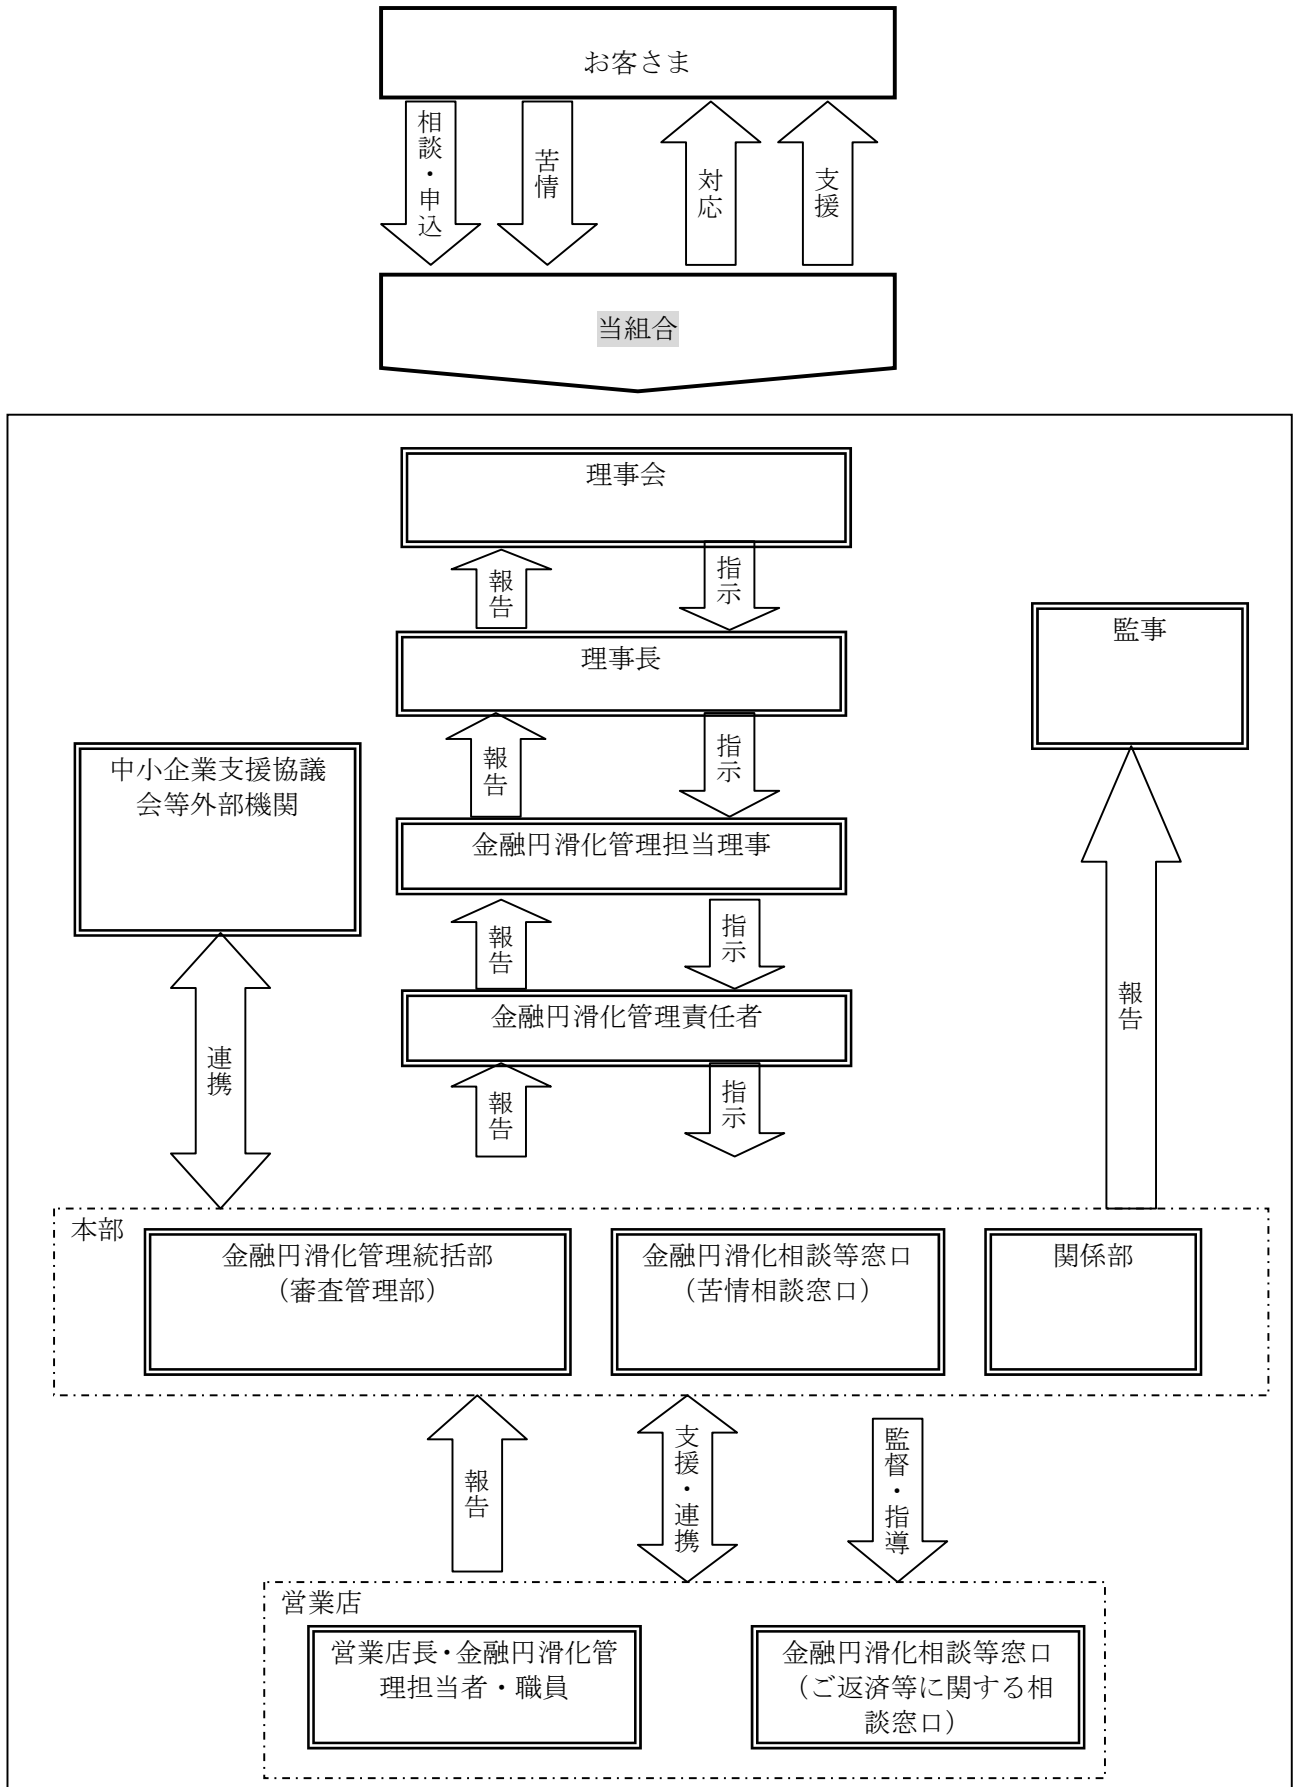 お客さま
相談・申込
苦情
対応
支援
当組合
理事会
報告
指示
理事長
監事
報告
指示
中小企業支援協議
会等外部機関
金融円滑化管理担当理事
報告
指示
金融円滑化管理責任者
報告
連携
報告
指示
本部
金融円滑化管理統括部
（審査管理部）
金融円滑化相談等窓口
（苦情相談窓口）
関係部
報告
支援・連携
監督・指導
営業店
営業店長・金融円滑化管
理担当者・職員
金融円滑化相談等窓口
（ご返済等に関する相
談窓口）